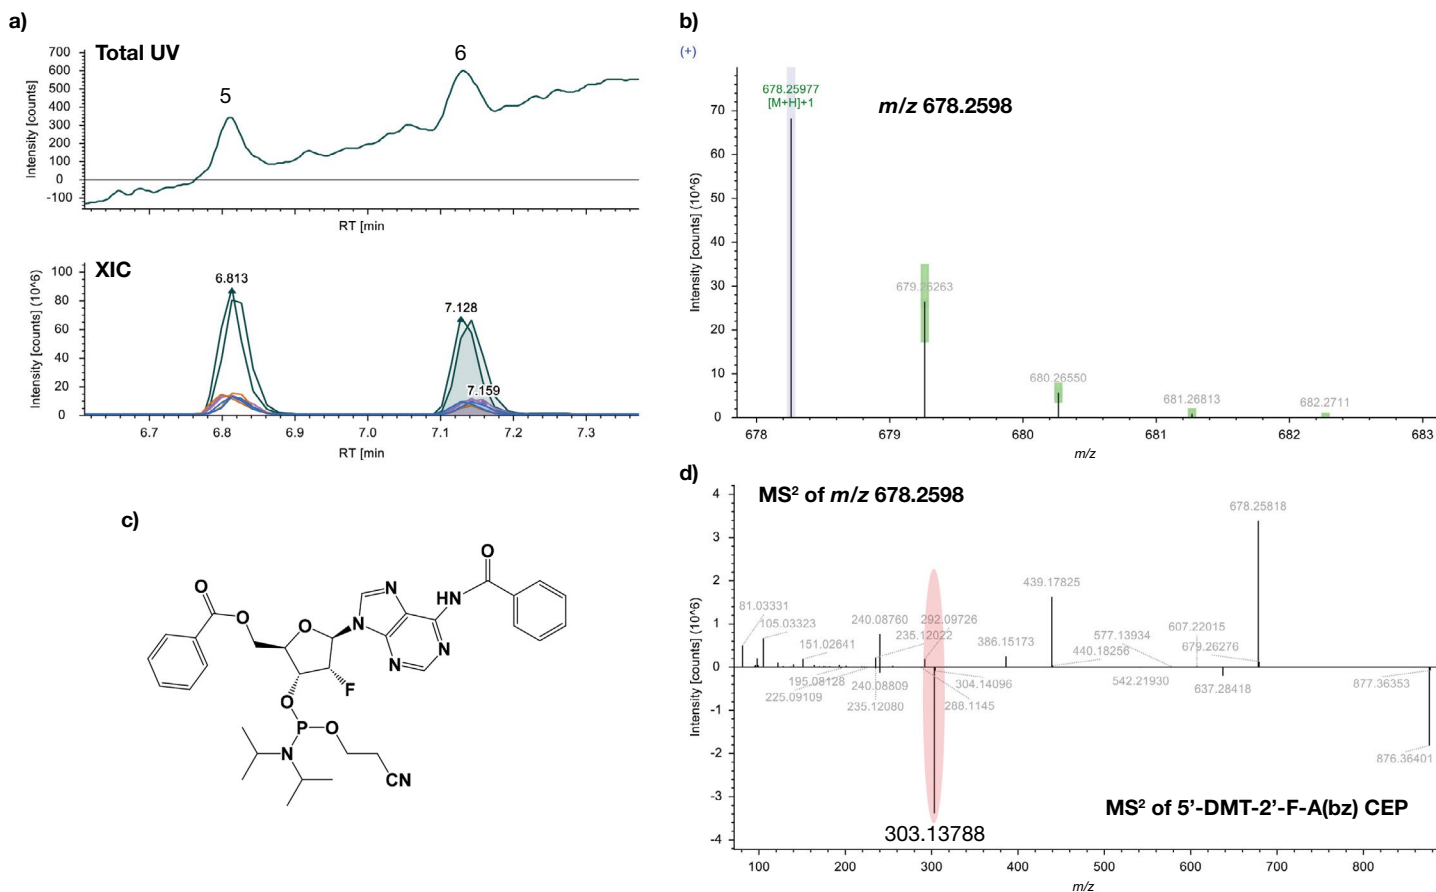 a)
Total UV
5
6
Intensity [counts]
700
600
500
400
300
200
100
0
-100
RT [min
XIC
6.813
7.128
7.159
Intensity [counts] (10^6)
100
80
60
40
20
0
6.7 6.8 6.9 7.0 7.1 7.2 7.3
RT [min
b)
(+)
678.25977
[M+H]+1
m/z 678.2598
679.26263
680.26550
681.26813
682.2711
Intensity [counts] (10^6)
70
60
50
40
30
20
10
0
678 679 680 681 682 683
m/z
c)
O
O
O
N
N
N
N
HN
O
F
O
P
O
N
CN
d)
MS² of m/z 678.2598
678.25818
439.17825
81.03331
105.03323
240.08760
292.09726
235.12022
151.02641
386.15173
577.13934
607.22015
440.18256
679.26276
195.08128
225.09109
240.08809
235.12080
304.14096
288.1145
542.21930
637.28418
877.36353
876.36401
MS² of 5’-DMT-2’-F-A(bz) CEP
303.13788
Intensity [counts] (10^6)
4
3
2
1
0
-1
-2
-3
-4
100 200 300 400 500 600 700 800
m/z